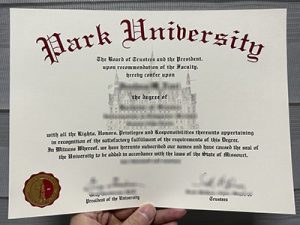 Park University
The Board of Trustees and the President,
upon recommendation of the Faculty,
hereby confer upon
the degree of
with all the Rights, Honors, Privileges and Responsibilities thereunto appertaining
in recognition of the satisfactory fulfillment of the requirements of this Degree.
In Witness Whereof, we have hereunto subscribed our names and have caused the seal of
the University to be added in accordance with the laws of the State of Missouri.
President of the University
Trustees